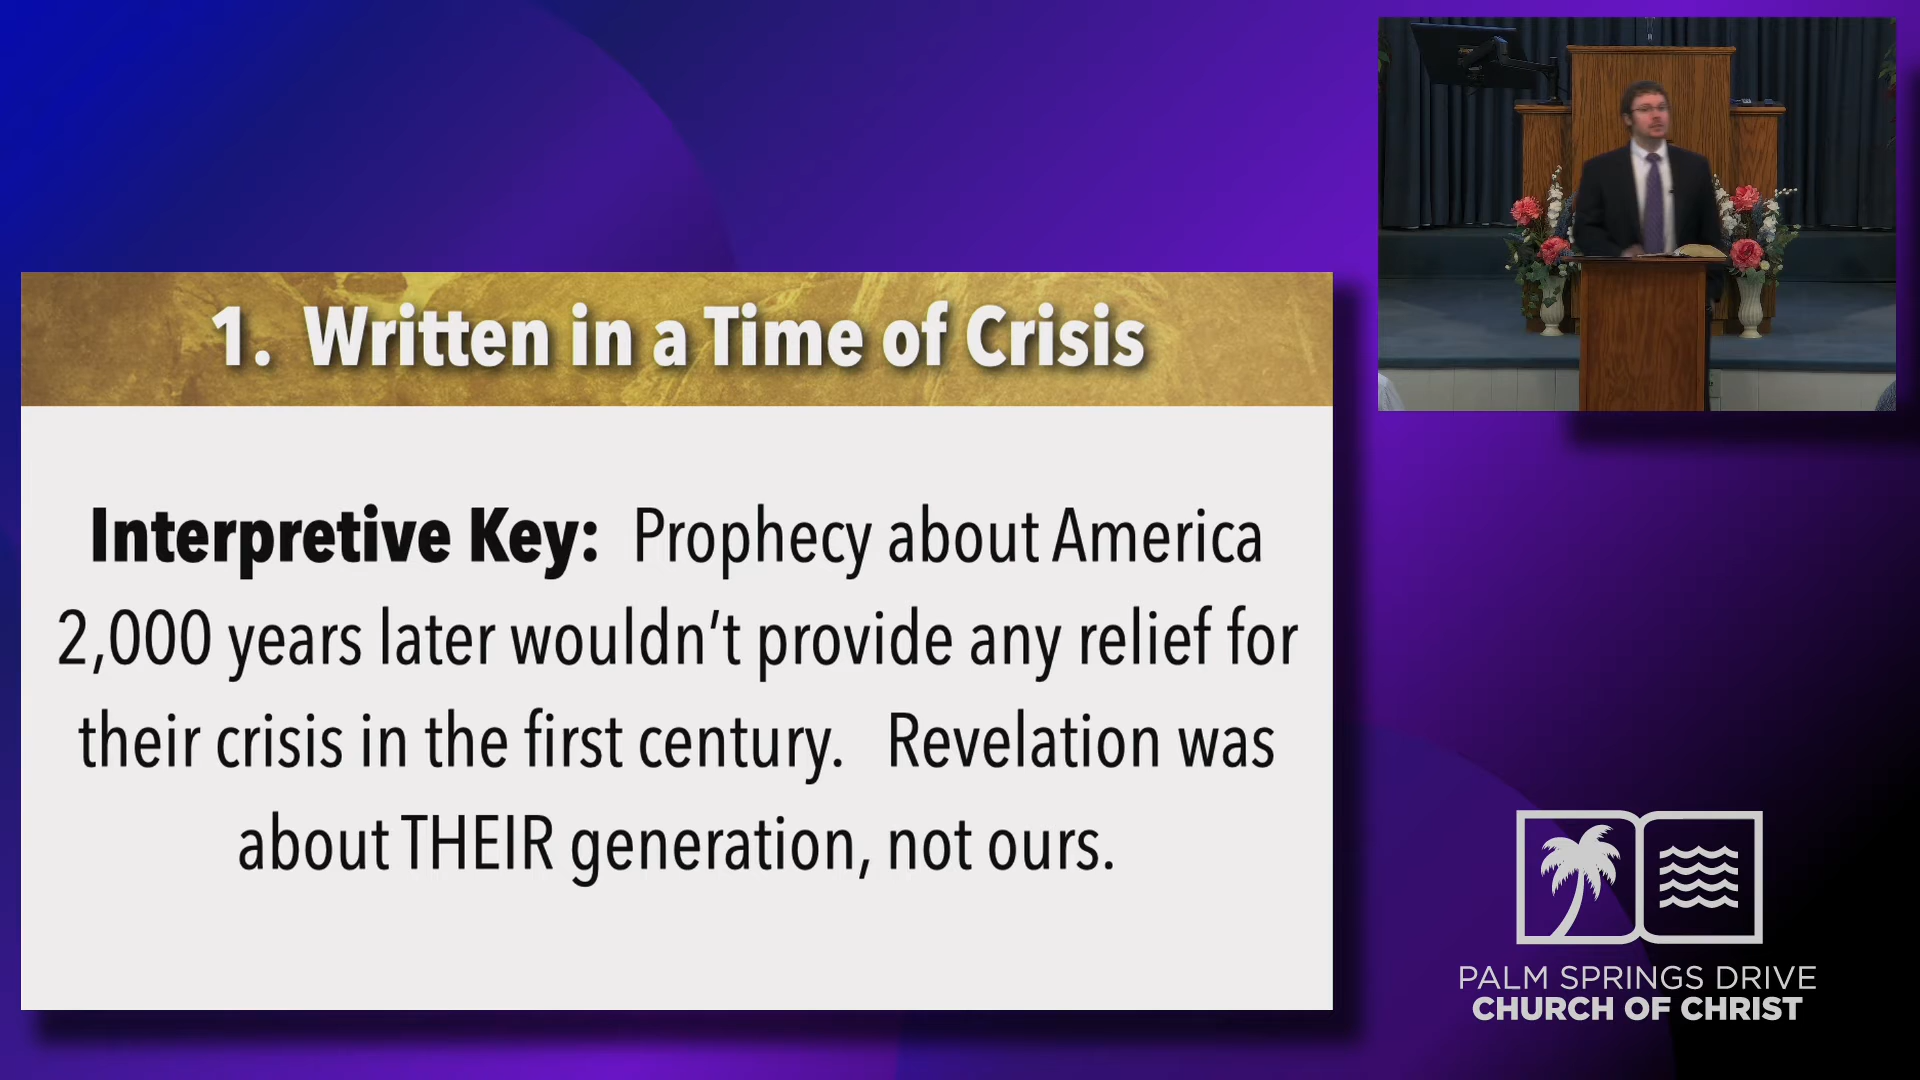 1. Written in a Time of Crisis
Interpretive Key: Prophecy about America
2,000 years later wouldn’t provide any relief for
their crisis in the first century. Revelation was
about THEIR generation, not ours.
PALM SPRINGS DRIVE
CHURCH OF CHRIST